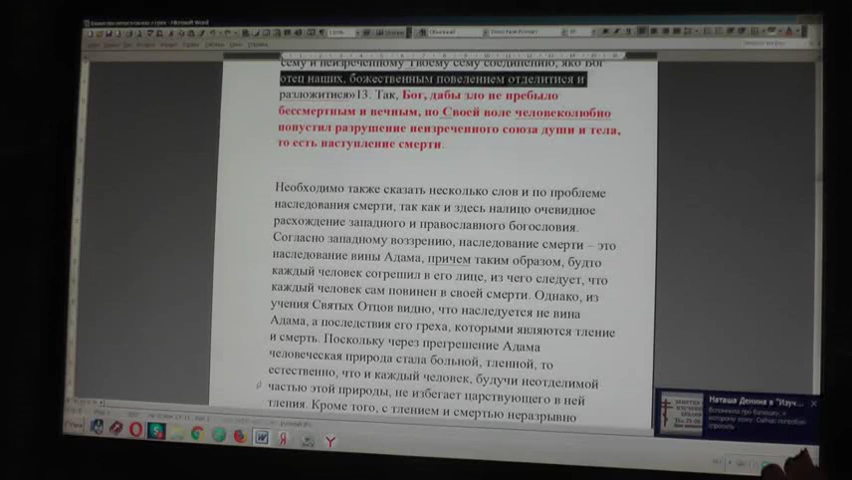 сему и неизреченному Твоему сему соединению, яко Бог
отец наших, божественным повелением отделитися и
разложитися»13. Так, Бог, дабы зло не пребыло
бессмертным и вечным, по Своей воле человеколюбно
попустил разрушение неизреченного союза души и тела,
то есть наступление смерти.
Необходимо также сказать несколько слов и по проблеме
наследования смерти, так как и здесь налицо очевидное
расхождение западного и православного богословия.
Согласно западному воззрению, наследование смерти – это
наследование вины Адама, причем таким образом, будто
каждый человек согрешил в его лице, из чего следует, что
каждый человек сам повинен в своей смерти. Однако, из
учения Святых Отцов видно, что наследуется не вина
Адама, а последствия его греха, которыми являются тление
и смерть. Поскольку через прегрешение Адама
человеческая природа стала больной, тленной, то
естественно, что и каждый человек, будучи неотделимой
частью этой природы, не избегает царствующего в ней
тления. Кроме того, с тлением и смертью неразрывно
Наташа Денина в "Изуч...